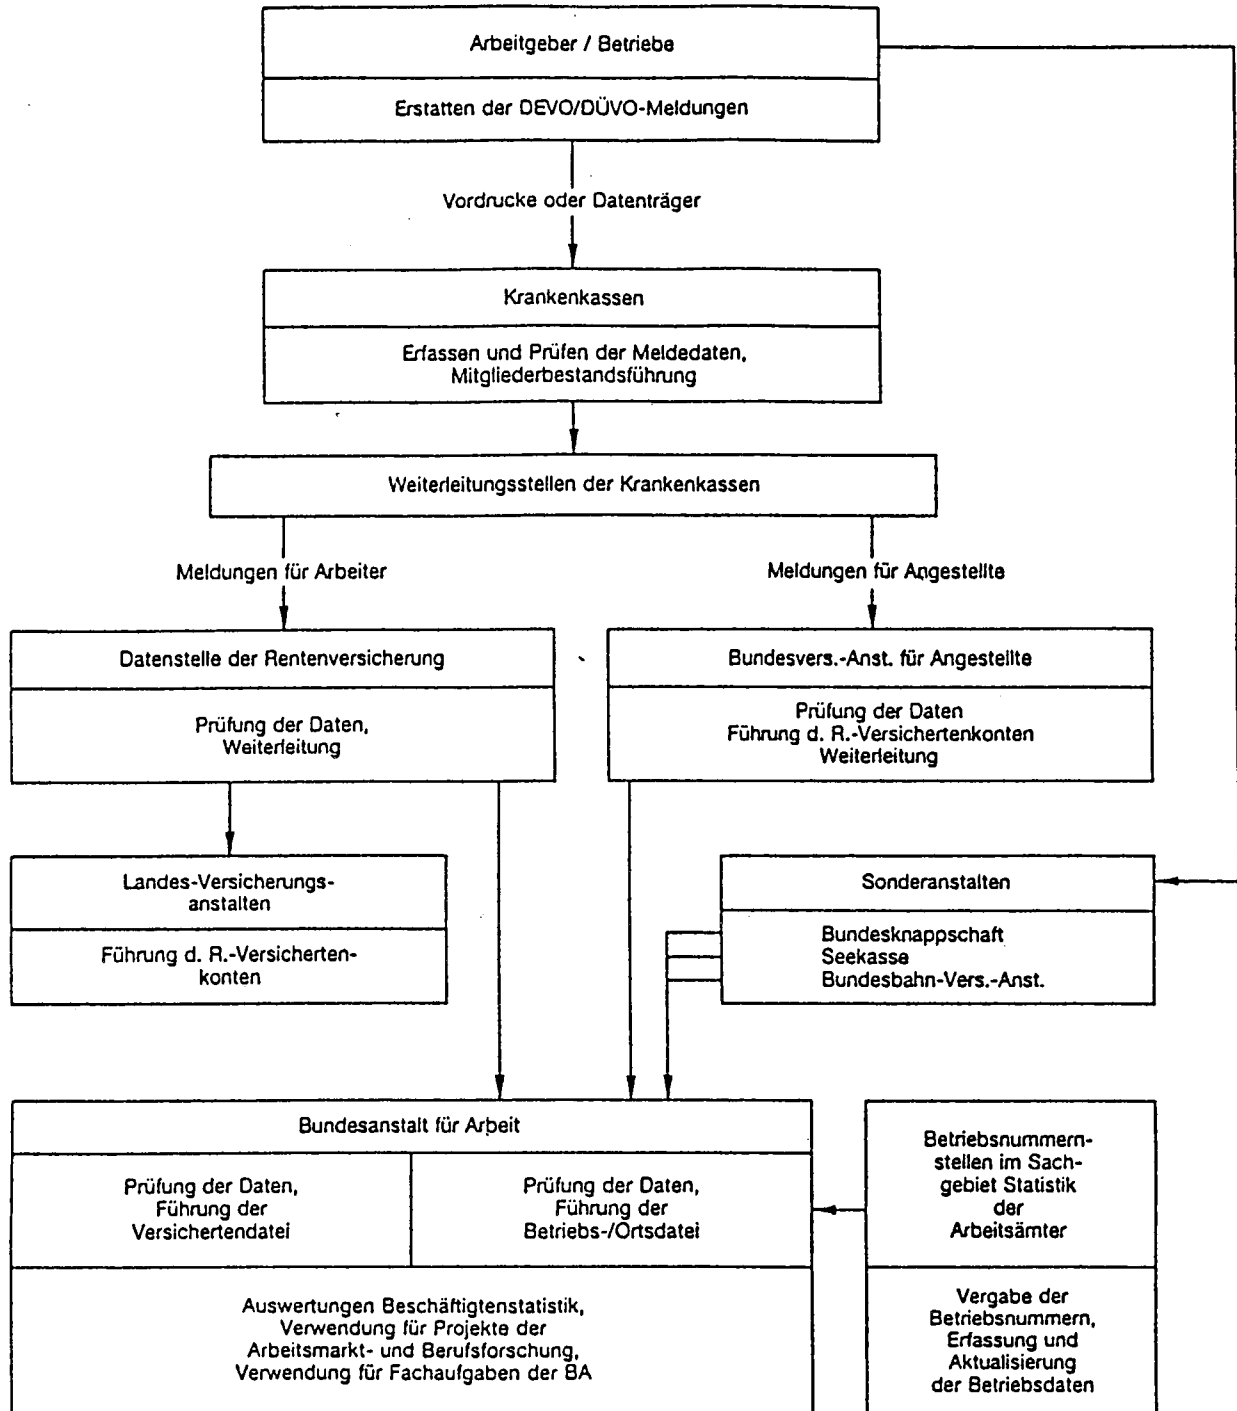 Arbeitgeber / Betriebe
Erstatten der DEVO/DÜVO-Meldungen
Vordrucke oder Datenträger
Krankenkassen
Erfassen und Prüfen der Meldedaten,
Mitgliederbestandsführung
Weiterleitungsstellen der Krankenkassen
Meldungen für Arbeiter
Meldungen für Angestellte
Datenstelle der Rentenversicherung
Prüfung der Daten,
Weiterleitung
Bundesvers.-Anst. für Angestellte
Prüfung der Daten
Führung d. R.-Versichertenkonten
Weiterleitung
Landes-Versicherungs-
anstalten
Führung d. R.-Versicherten-
konten
Sonderanstalten
Bundesknappschaft
Seekasse
Bundesbahn-Vers.-Anst.
Bundesanstalt für Arbeit
Prüfung der Daten,
Führung der
Versichertendatei
Prüfung der Daten,
Führung der
Betriebs-/Ortsdatei
Auswertungen Beschäftigtenstatistik,
Verwendung für Projekte der
Arbeitsmarkt- und Berufsforschung,
Verwendung für Fachaufgaben der BA
Betriebsnummern-
stellen im Sach-
gebiet Statistik
der
Arbeitsämter
Vergabe der
Betriebsnummern,
Erfassung und
Aktualisierung
der Betriebsdaten